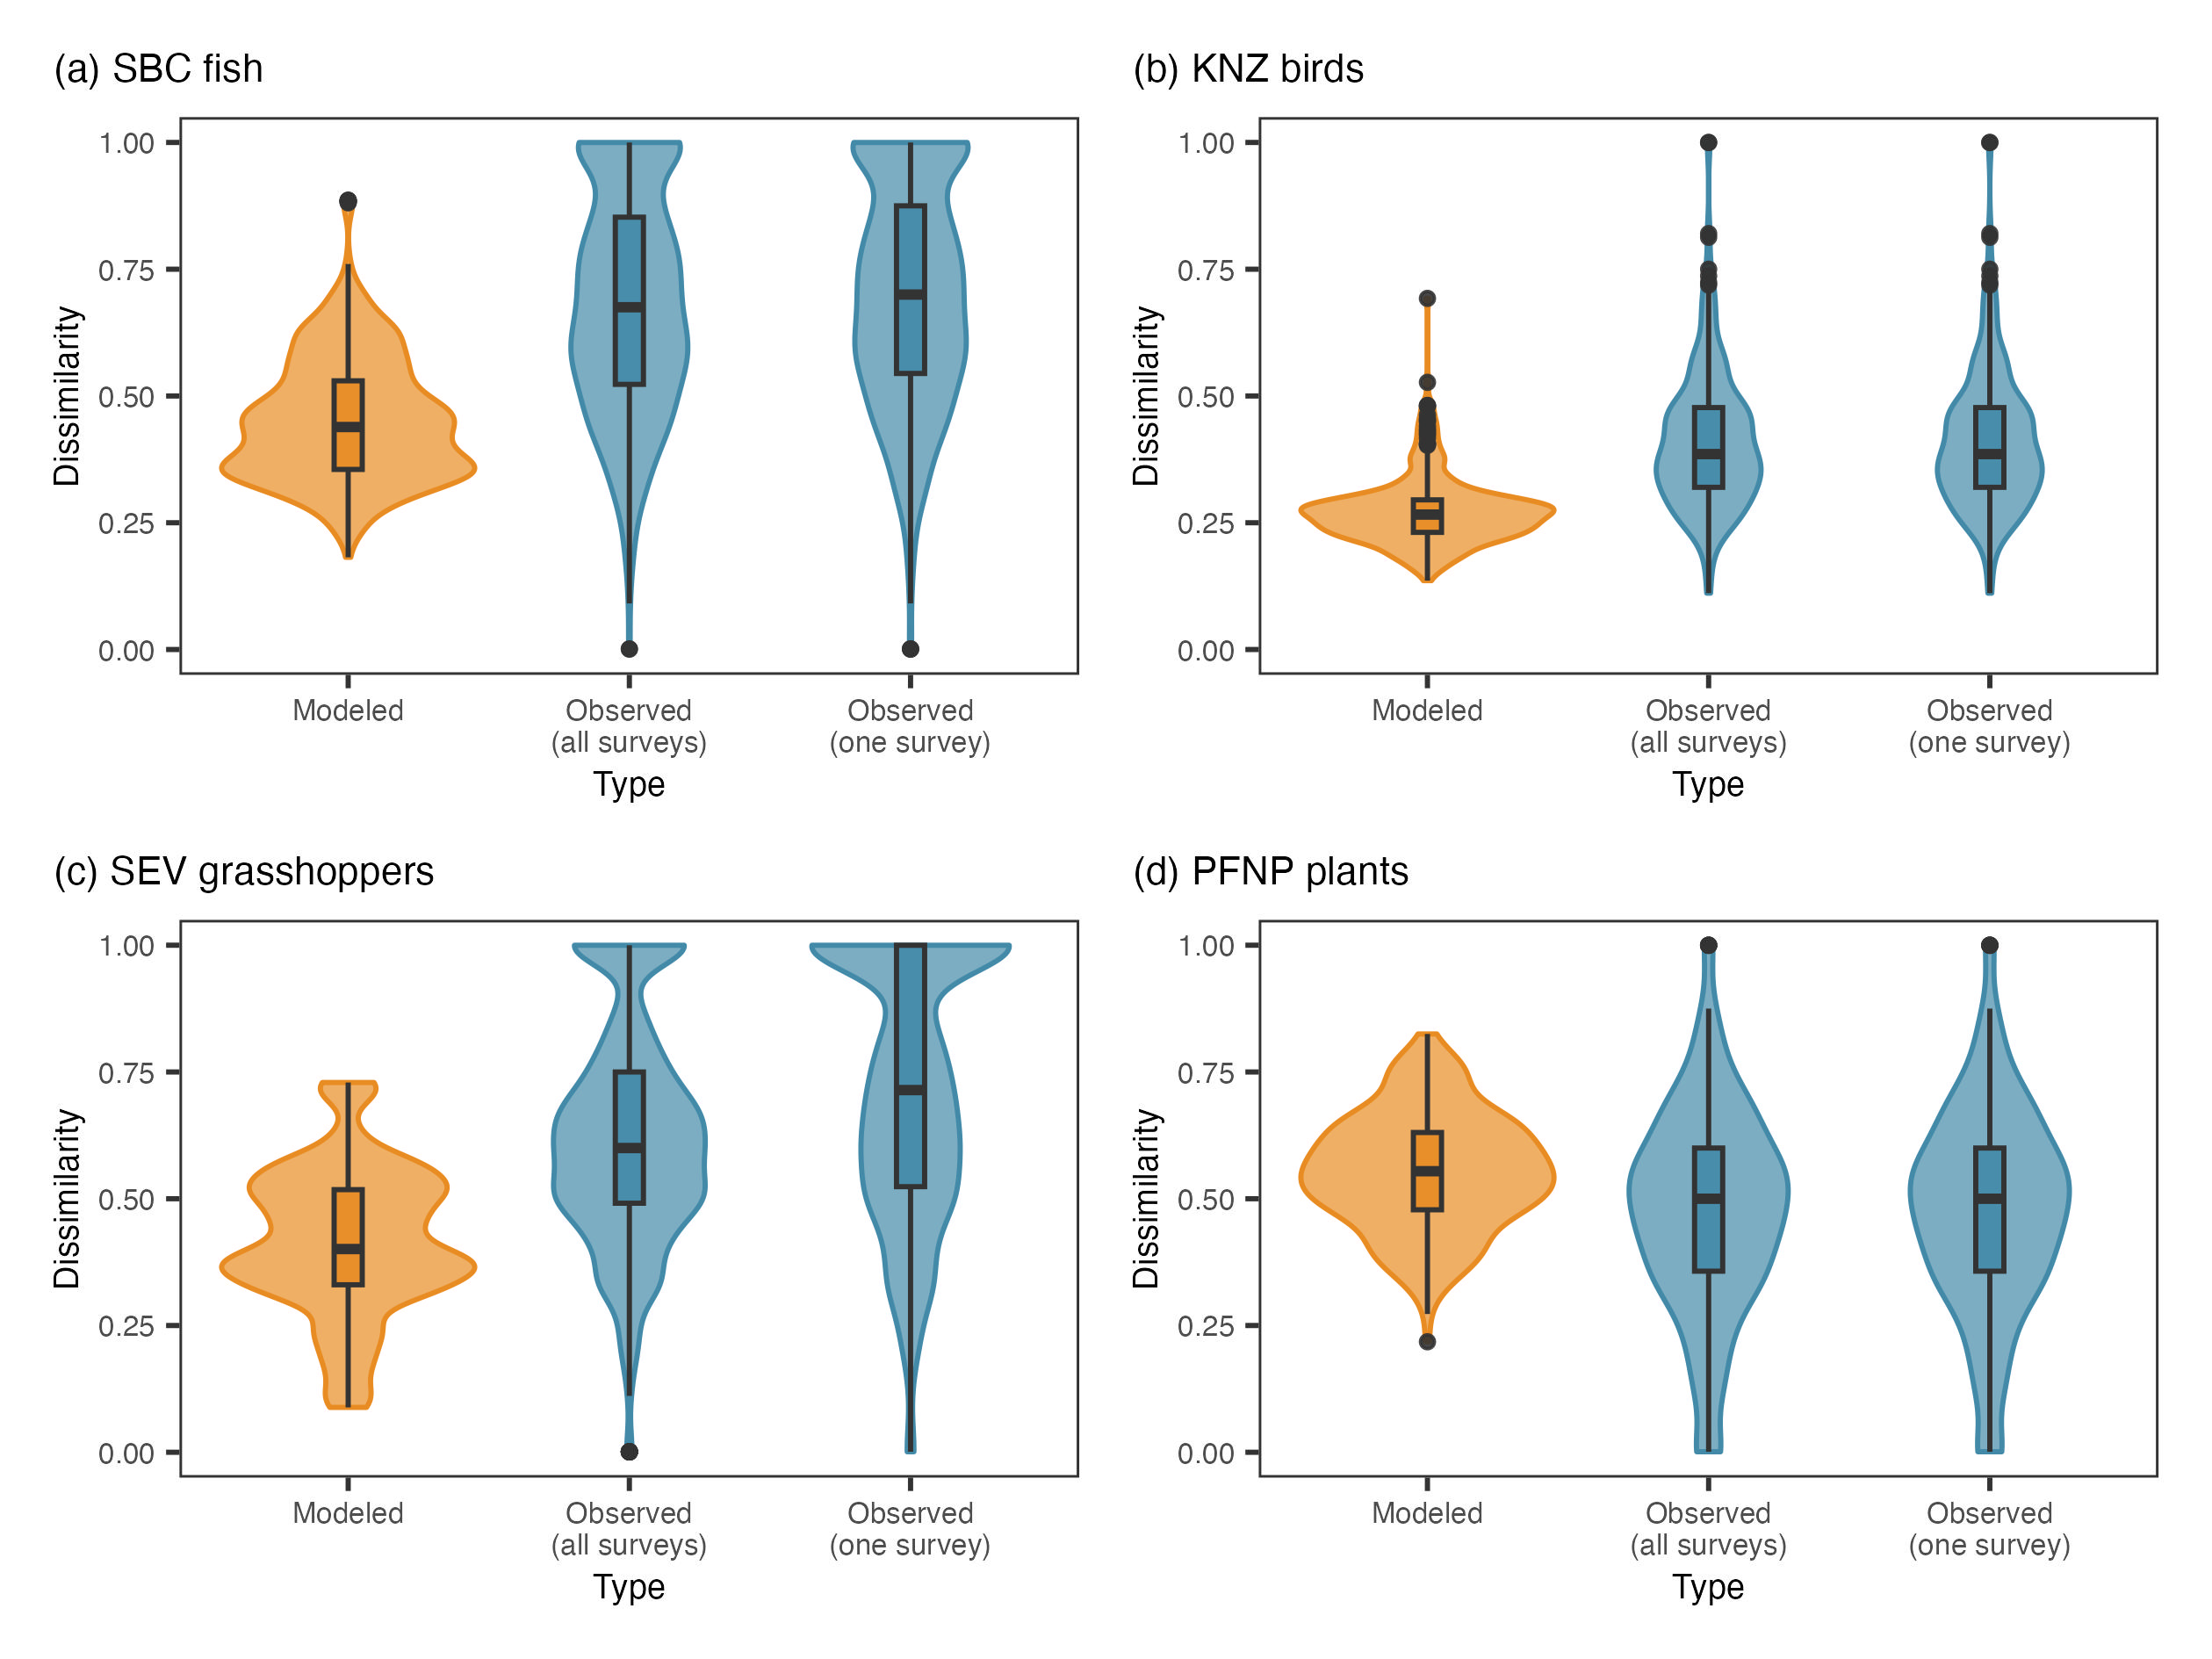 (a) SBC fish
Dissimilarity
1.00
0.75
0.50
0.25
0.00
Modeled
Observed
(all surveys)
Observed
(one survey)
Type
(b) KNZ birds
Dissimilarity
1.00
0.75
0.50
0.25
0.00
Modeled
Observed
(all surveys)
Observed
(one survey)
Type
(c) SEV grasshoppers
Dissimilarity
1.00
0.75
0.50
0.25
0.00
Modeled
Observed
(all surveys)
Observed
(one survey)
Type
(d) PFNP plants
Dissimilarity
1.00
0.75
0.50
0.25
0.00
Modeled
Observed
(all surveys)
Observed
(one survey)
Type